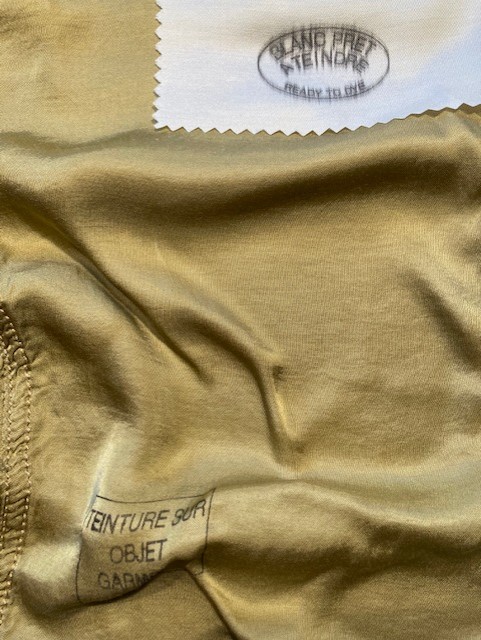 BLANC PRET
A TEINDRE
READY TO DYE
TEINTURE SUR
OBJET